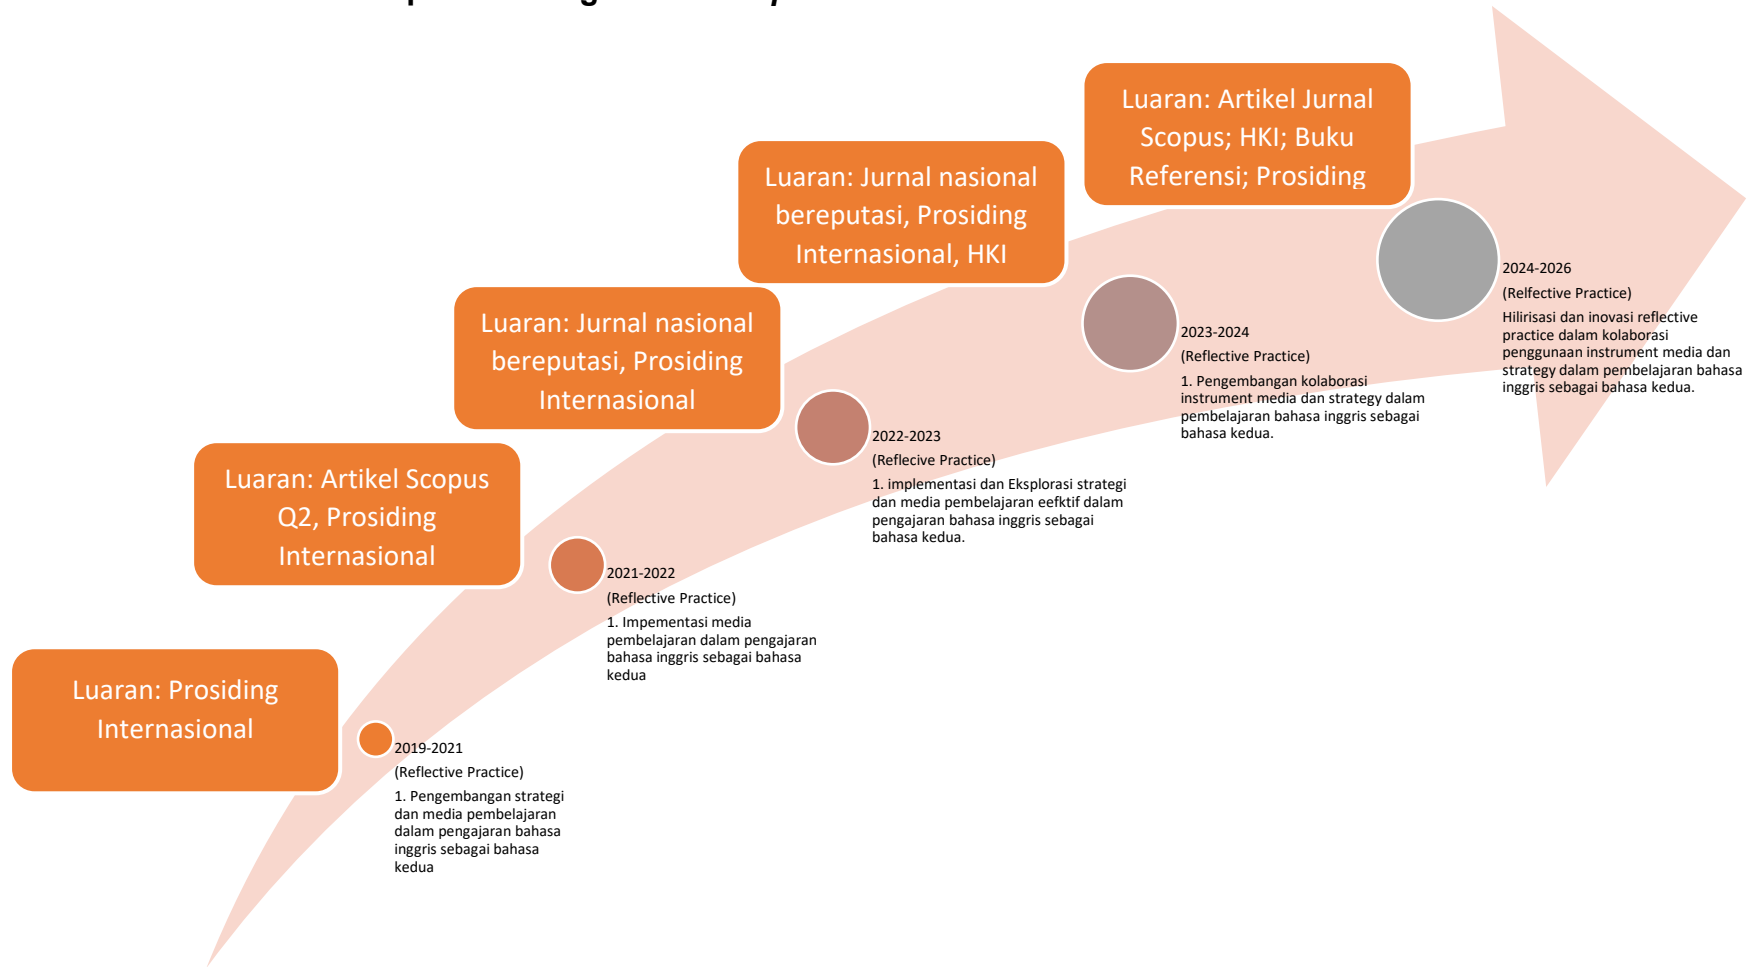 Luaran: Artikel Jurnal
Scopus; HKI; Buku
Referensi; Prosiding
Luaran: Jurnal nasional
bereputasi, Prosiding
Internasional, HKI
Luaran: Jurnal nasional
bereputasi, Prosiding
Internasional
Luaran: Artikel Scopus
Q2, Prosiding
Internasional
Luaran: Prosiding
Internasional
2019-2021
(Reflective Practice)
1. Pengembangan strategi
dan media pembelajaran
dalam pengajaran bahasa
inggris sebagai bahasa
kedua
2021-2022
(Reflective Practice)
1. Impementasi media
pembelajaran dalam pengajaran
bahasa inggris sebagai bahasa
kedua
2022-2023
(Reflecive Practice)
1. implementasi dan Eksplorasi strategi
dan media pembelajaran eefktif dalam
pengajaran bahasa inggris sebagai
bahasa kedua.
2023-2024
(Reflective Practice)
1. Pengembangan kolaborasi
instrument media dan strategy dalam
pembelajaran bahasa inggris sebagai
bahasa kedua.
2024-2026
(Relfective Practice)
Hilirisasi dan inovasi reflective
practice dalam kolaborasi
penggunaan instrument media dan
strategy dalam pembelajaran bahasa
inggris sebagai bahasa kedua.